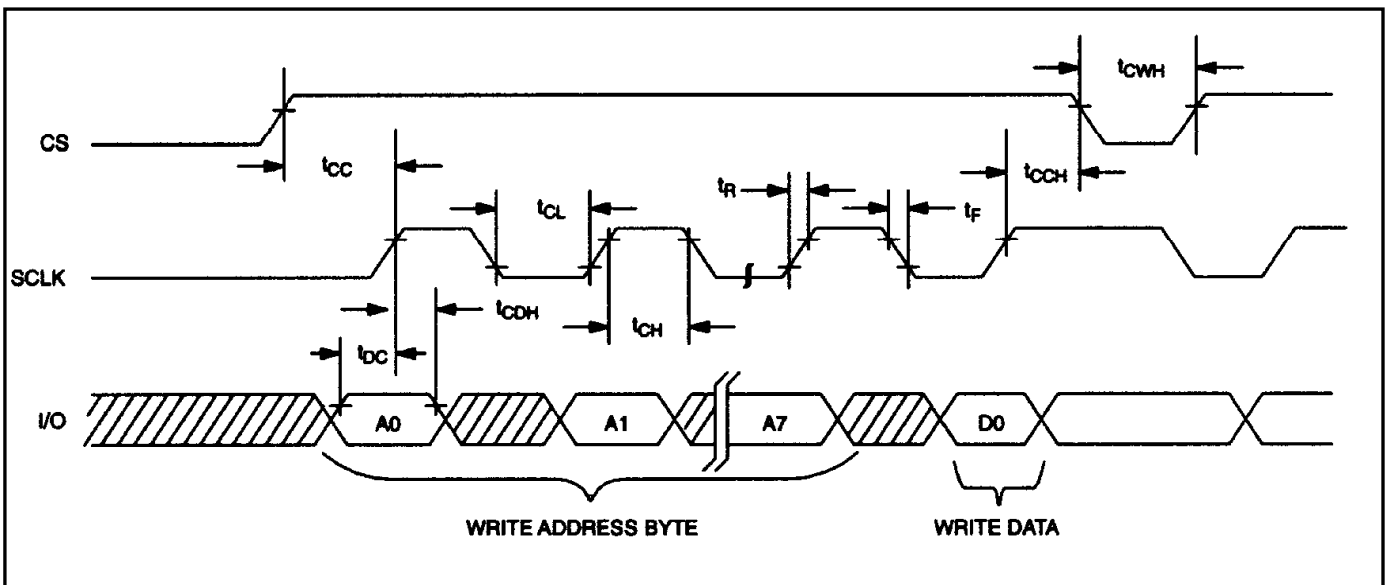 tCWH
CS
tCC
tCCH
tR
tCL
tF
SCLK
tCDH
tCH
tDC
I/O
A0
A1
A7
D0
WRITE ADDRESS BYTE
WRITE DATA